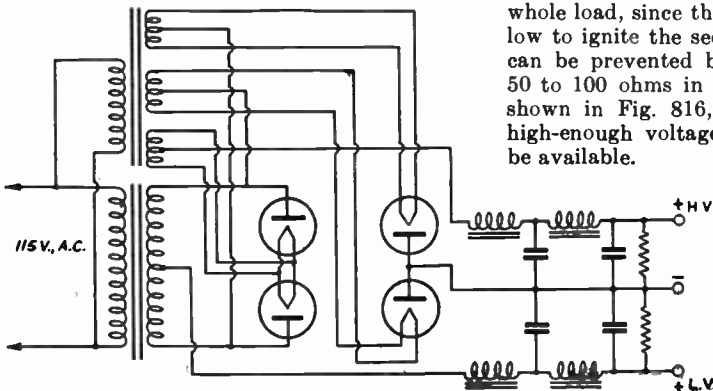 whole load, since th
low to ignite the sec
can be prevented b
50 to 100 ohms in
shown in Fig. 816,
high-enough voltage
be available.
115 V., A.C.
+ H V
−
+ L.V